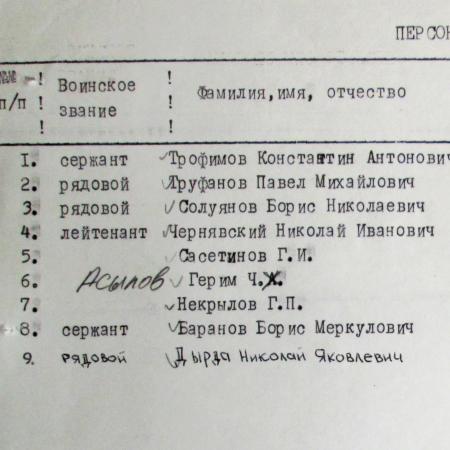 ПЕРСОН
№№ -! Воинское ! Фамилия,имя, отчество
п/п ! звание !
! !
1. сержант Трофимов Константин Антонович
2. рядовой Труфанов Павел Михайлович
3. рядовой Солуянов Борис Николаевич
4. лейтенант Чернявский Николай Иванович
5. Сасетинов Г.И.
6. Асылов Герим Ч.
7. Некрылов Г.П.
8. сержант Баранов Борис Меркулович
9. рядовой Дырда Николай Яковлевич